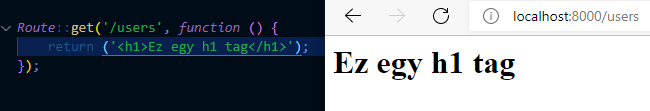 Route::get('/users', function () {
return ('<h1>Ez egy h1 tag</h1>');
});
localhost:8000/users
Ez egy h1 tag